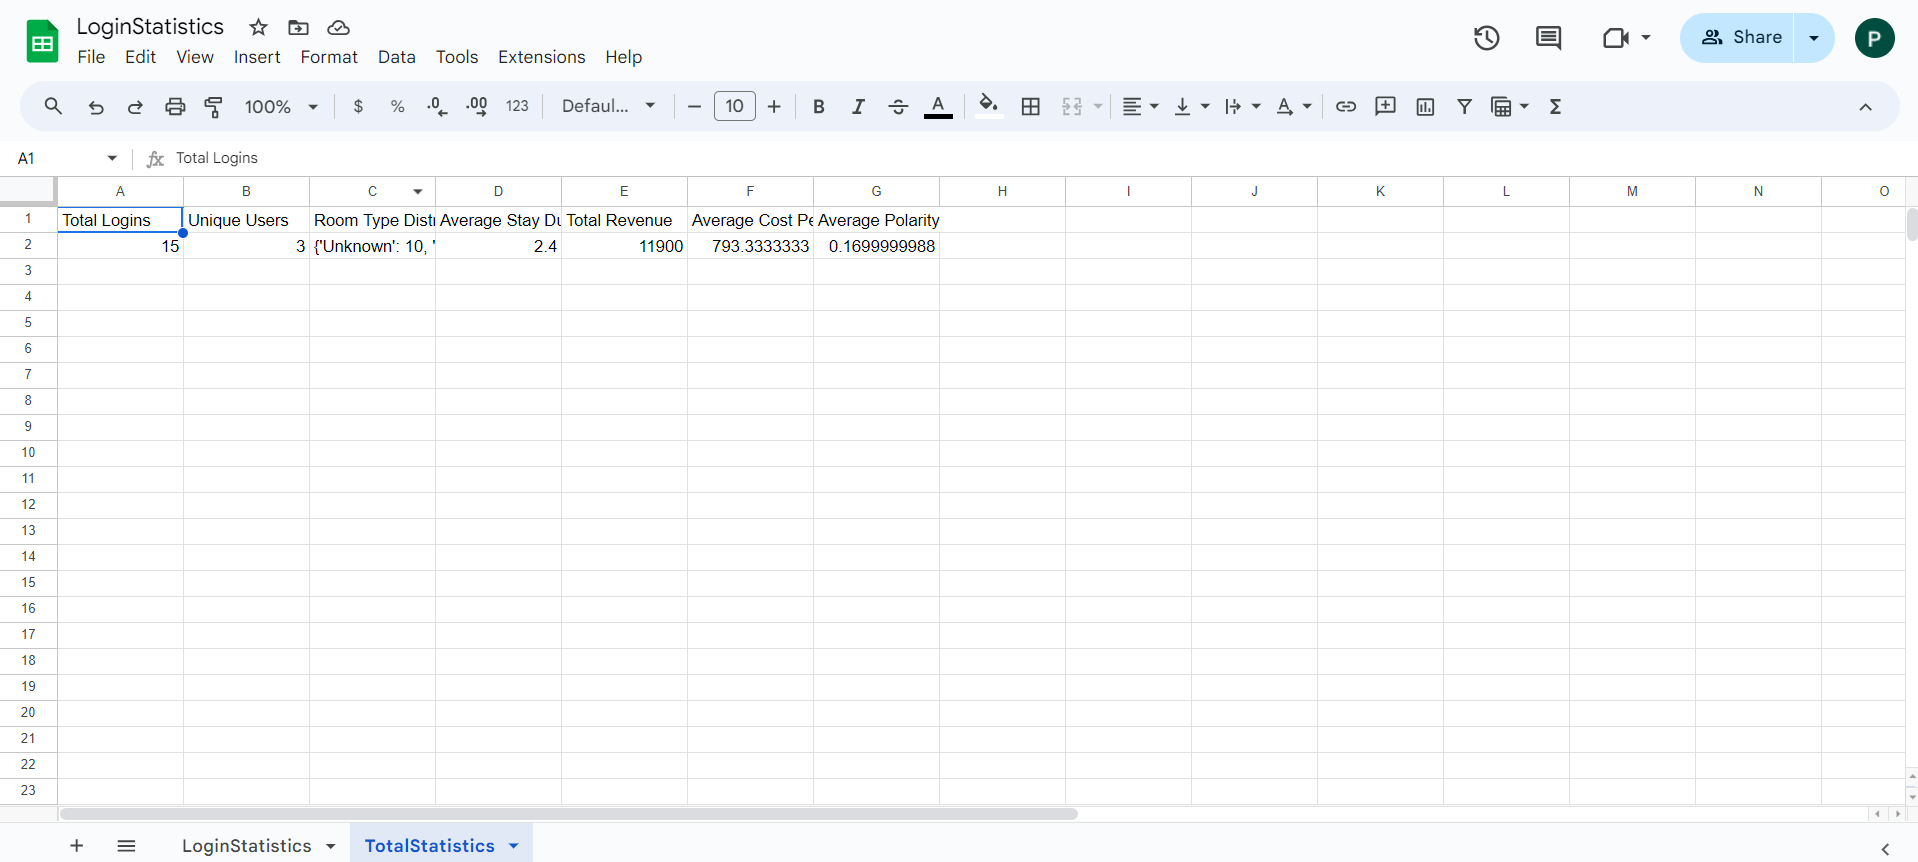 LoginStatistics
File Edit View Insert Format Data Tools Extensions Help
Share
P
100% $ % .0 .00 123 Defaul... 10 B I S A A Σ
A1 fx Total Logins
A B C D E F G H I J K L M N O
1 Total Logins Unique Users Room Type Distr Average Stay Du Total Revenue Average Cost Pe Average Polarity
2 15 3 {'Unknown': 10, ' 2.4 11900 793.3333333 0.1699999988
3
4
5
6
7
8
9
10
11
12
13
14
15
16
17
18
19
20
21
22
23
LoginStatistics TotalStatistics